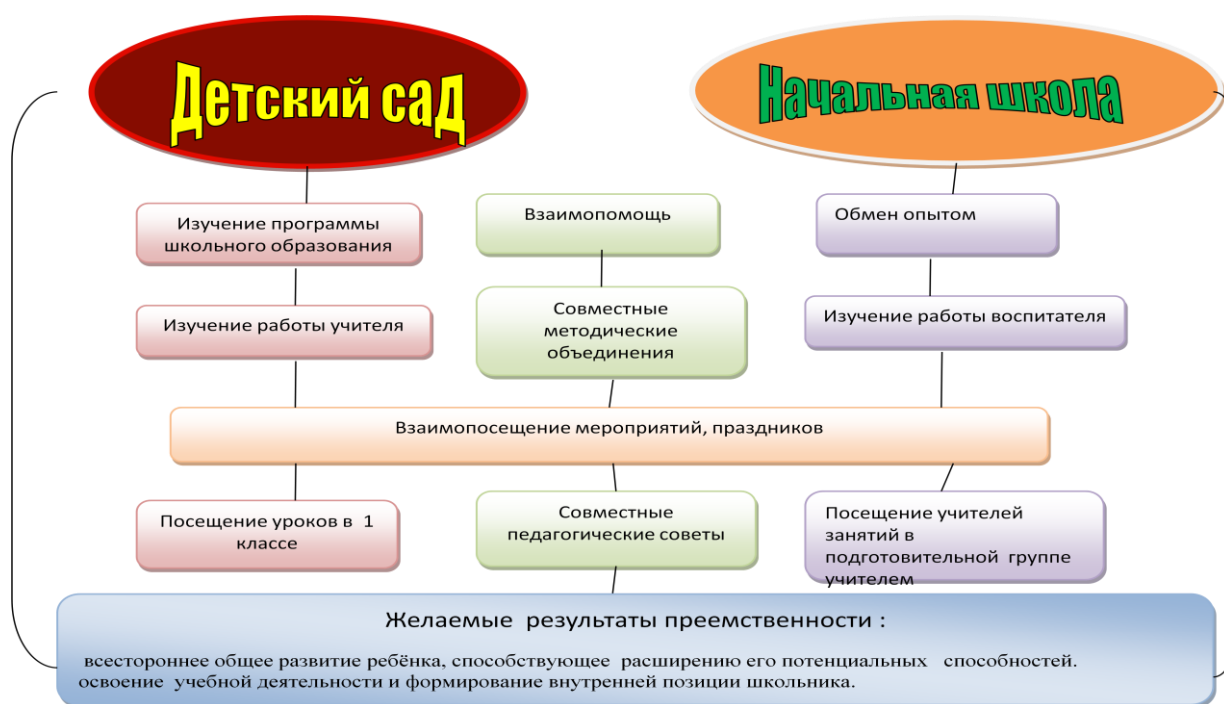 Детский сад
Начальная школа
Изучение программы
школьного образования
Взаимопомощь
Обмен опытом
Изучение работы учителя
Совместные
методические
объединения
Изучение работы воспитателя
Взаимопосещение мероприятий, праздников
Посещение уроков в 1
классе
Совместные
педагогические советы
Посещение учителей
занятий в
подготовительной группе
учителем
Желаемые результаты преемственности :
всестороннее общее развитие ребёнка, способствующее расширению его потенциальных способностей.
освоение учебной деятельности и формирование внутренней позиции школьника.